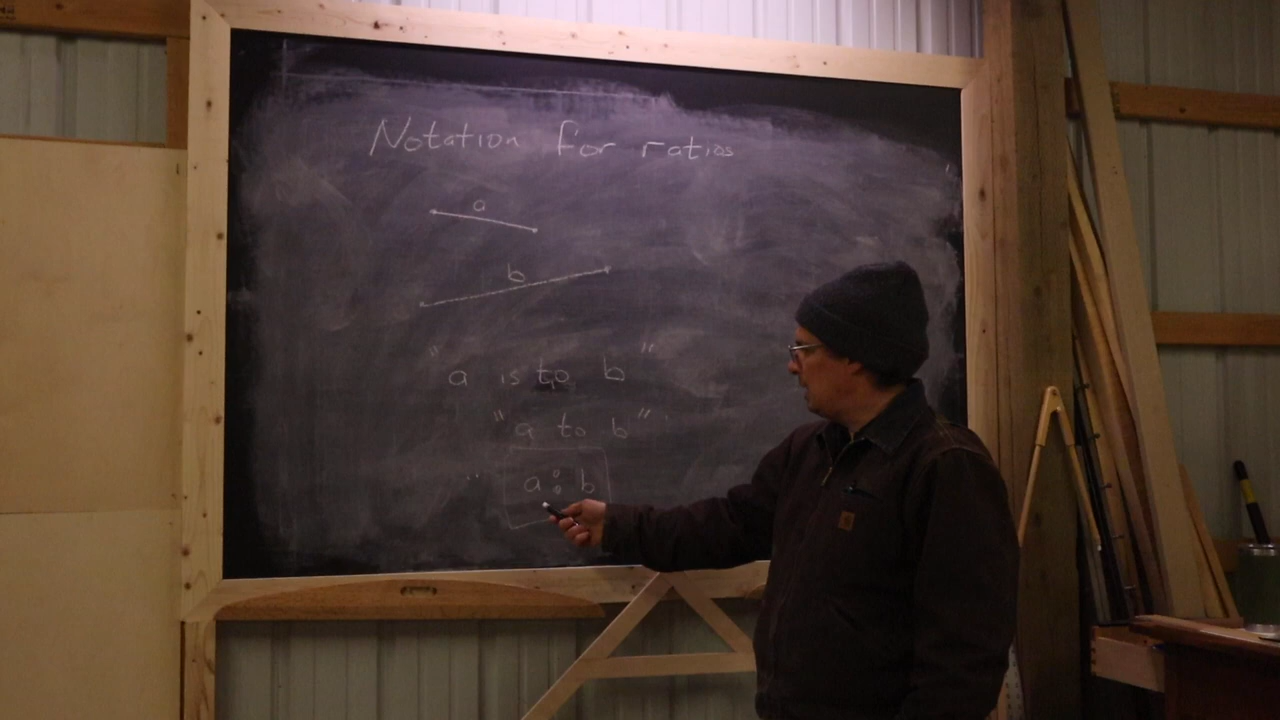 Notation for ratios
a
b
"a is to b"
"a to b"
a : b